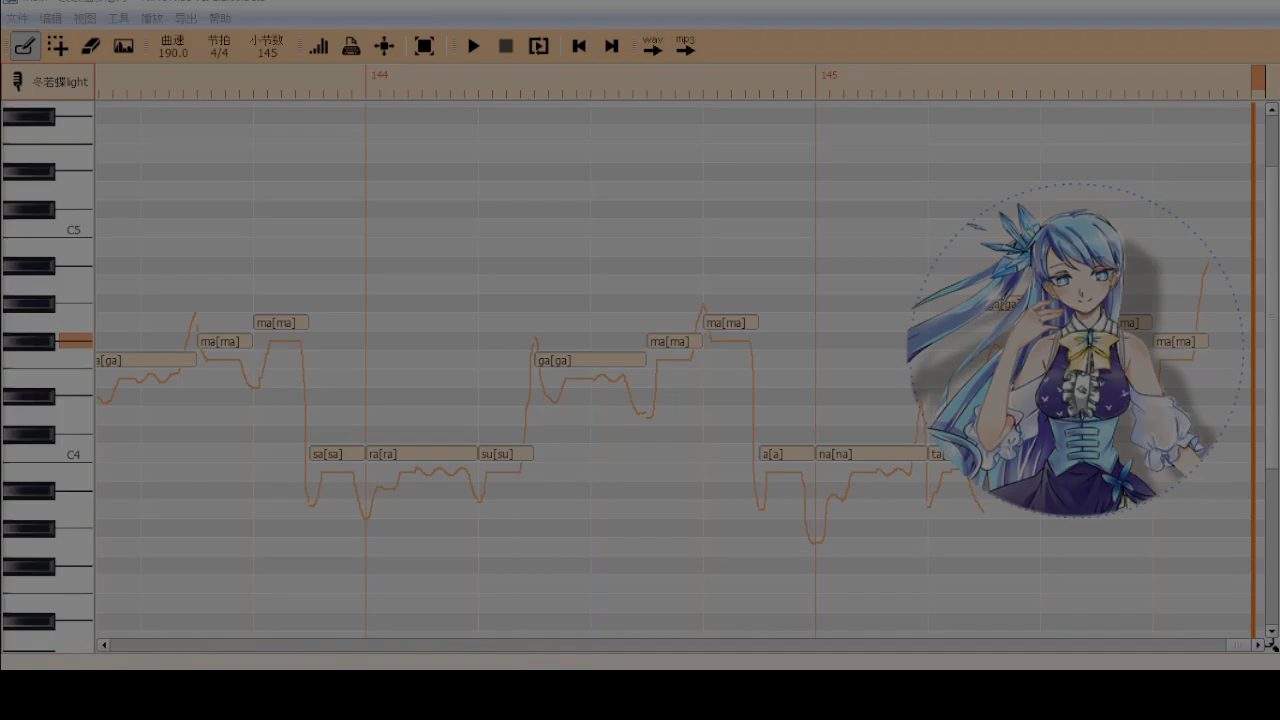 文件 编辑 视图 工具 播放 导出 帮助
曲速 节拍 小节数 wav mp3
190.0 4/4 145
冬若蝶light 144 145
C5
ma[ma] ma[ma] ma[ma]
ma[ma] ma[ma] ma[ma]
a[ga] ga[ga]
C4 sa[sa] ra[ra] su[su] a[a] na[na] ta[